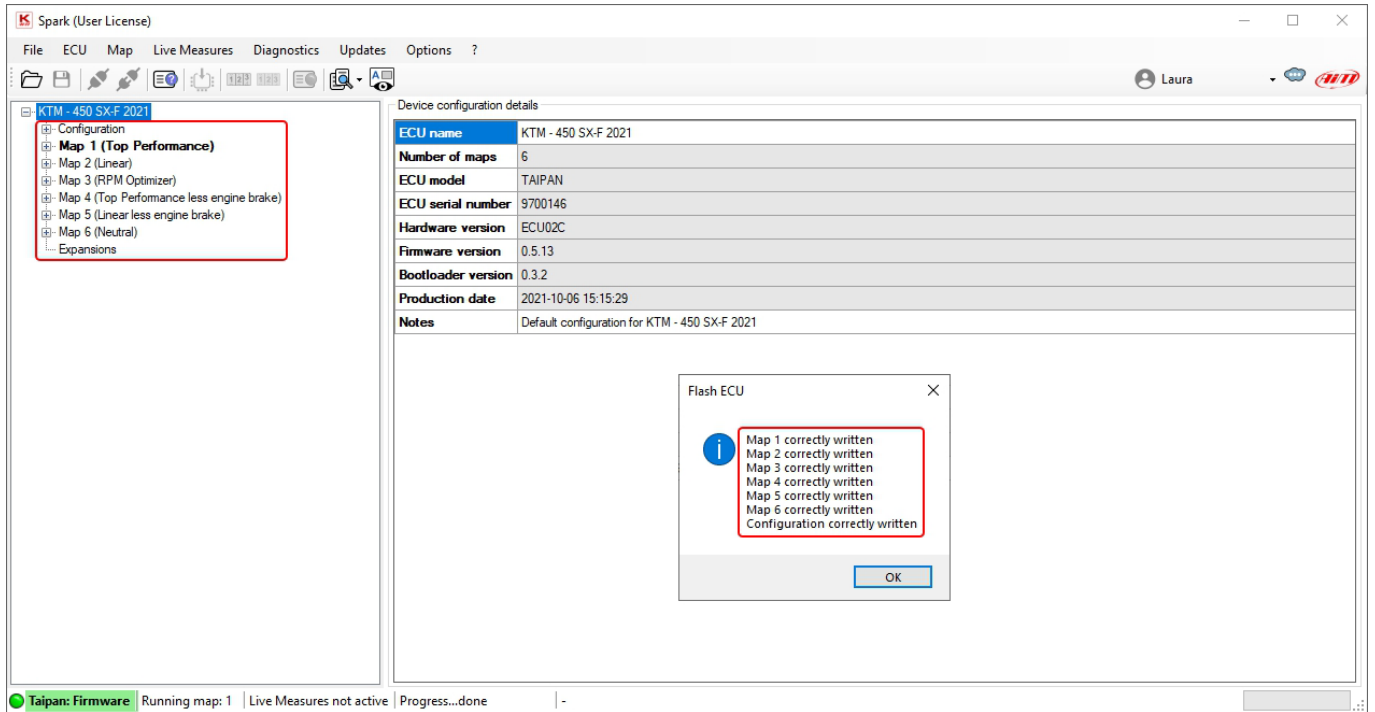 Spark (User License)
File ECU Map Live Measures Diagnostics Updates Options ?
Laura
AiM
KTM - 450 SX-F 2021
Configuration
Map 1 (Top Performance)
Map 2 (Linear)
Map 3 (RPM Optimizer)
Map 4 (Top Performance less engine brake)
Map 5 (Linear less engine brake)
Map 6 (Neutral)
Expansions
Device configuration details
ECU name KTM - 450 SX-F 2021
Number of maps 6
ECU model TAIPAN
ECU serial number 9700146
Hardware version ECU02C
Firmware version 0.5.13
Bootloader version 0.3.2
Production date 2021-10-06 15:15:29
Notes Default configuration for KTM - 450 SX-F 2021
Flash ECU
Map 1 correctly written
Map 2 correctly written
Map 3 correctly written
Map 4 correctly written
Map 5 correctly written
Map 6 correctly written
Configuration correctly written
OK
Taipan: Firmware Running map: 1 Live Measures not active Progress...done -